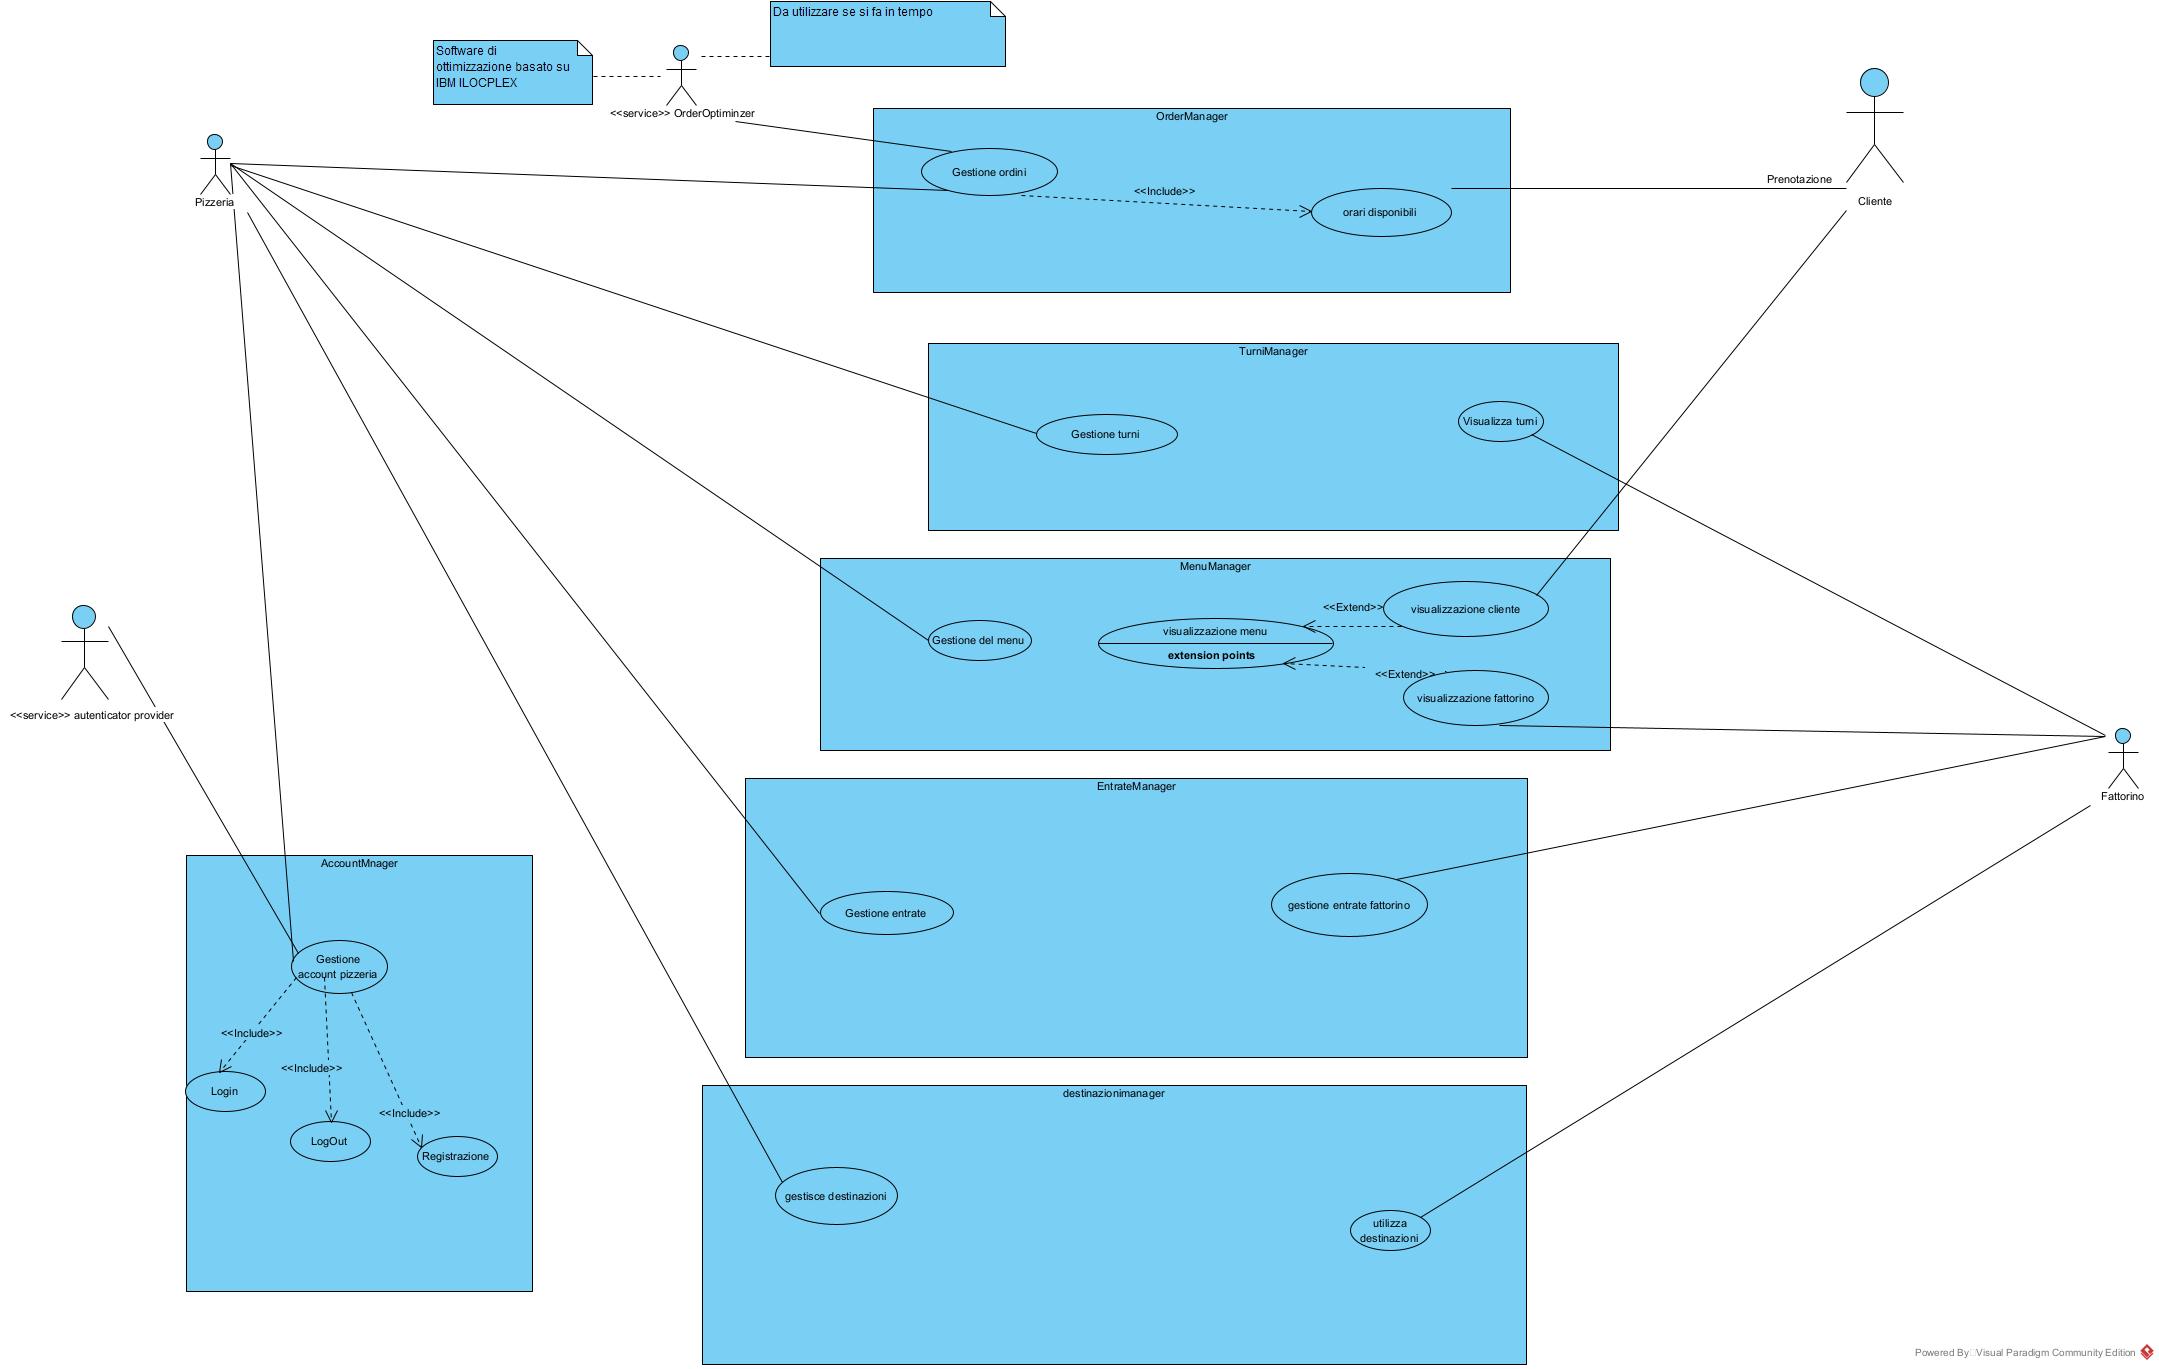 Da utilizzare se si fa in tempo
Software di
ottimizzazione basato su
IBM ILOCPLEX
<<service>> OrderOptiminzer
OrderManager
Gestione ordini
<<Include>>
orari disponibili
Prenotazione
Cliente
Pizzeria
TurniManager
Gestione turni
Visualizza turni
MenuManager
Gestione del menu
visualizzazione menu
extension points
<<Extend>>
visualizzazione cliente
<<Extend>>
visualizzazione fattorino
<<service>> autenticator provider
Fattorino
EntrateManager
Gestione entrate
gestione entrate fattorino
AccountMnager
Gestione
account pizzeria
<<Include>>
<<Include>>
<<Include>>
Login
LogOut
Registrazione
destinazionimanager
gestisce destinazioni
utilizza
destinazioni
Powered By Visual Paradigm Community Edition